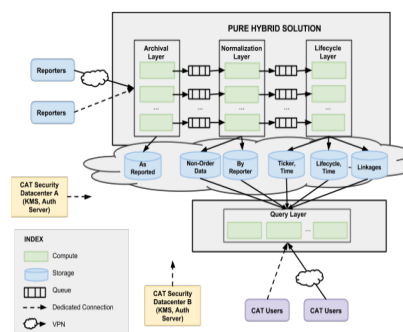 PURE HYBRID SOLUTION
Archival
Layer
Normalization
Layer
Lifecycle
Layer
Reporters
Reporters
...
...
...
...
...
As
Reported
Non-Order
Data
By
Reporter
Ticker,
Time
Lifecycle,
Time
Linkages
CAT Security
Datacenter A
(KMS, Auth
Server)
Query Layer
...
INDEX
Compute
Storage
Queue
Dedicated Connection
VPN
CAT Security
Datacenter B
(KMS, Auth
Server)
CAT Users
CAT Users